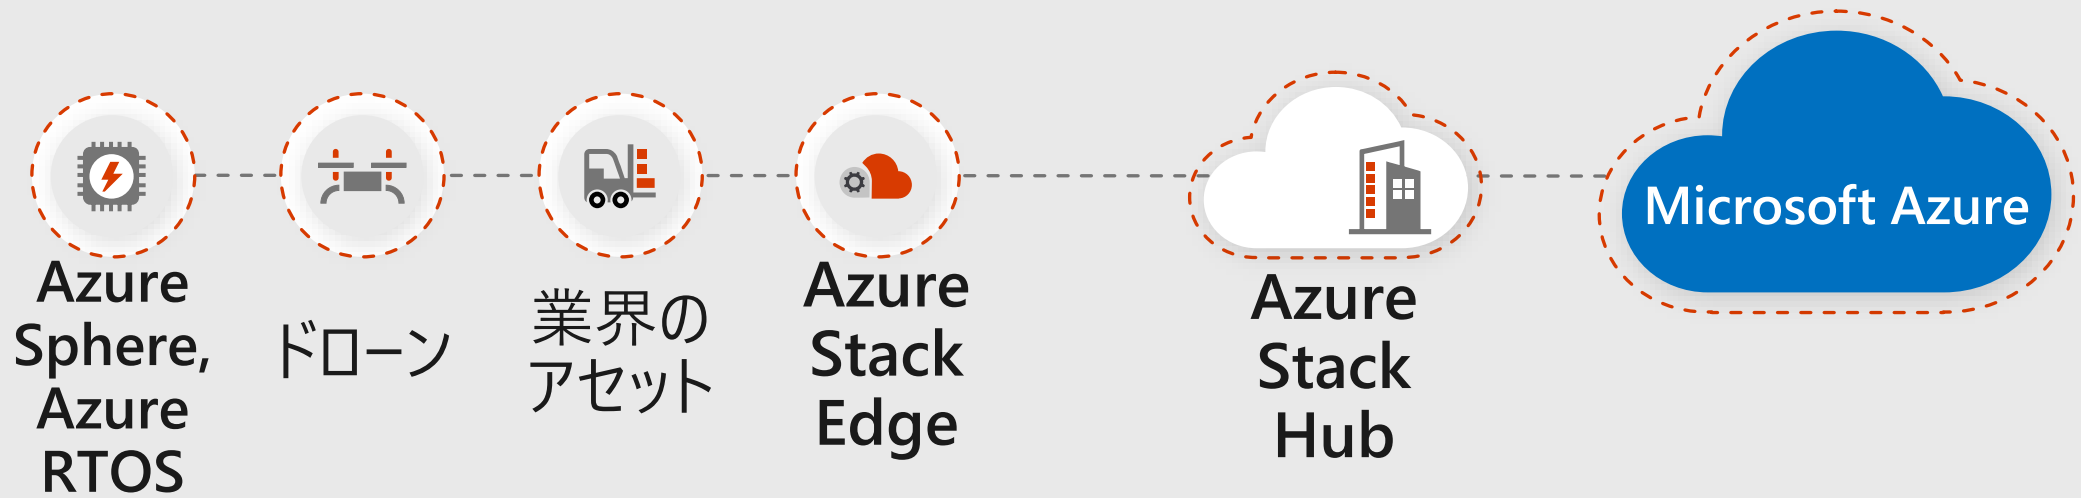 Azure
Sphere,
Azure
RTOS
ドローン
業界の
アセット
Azure
Stack
Edge
Azure
Stack
Hub
Microsoft Azure